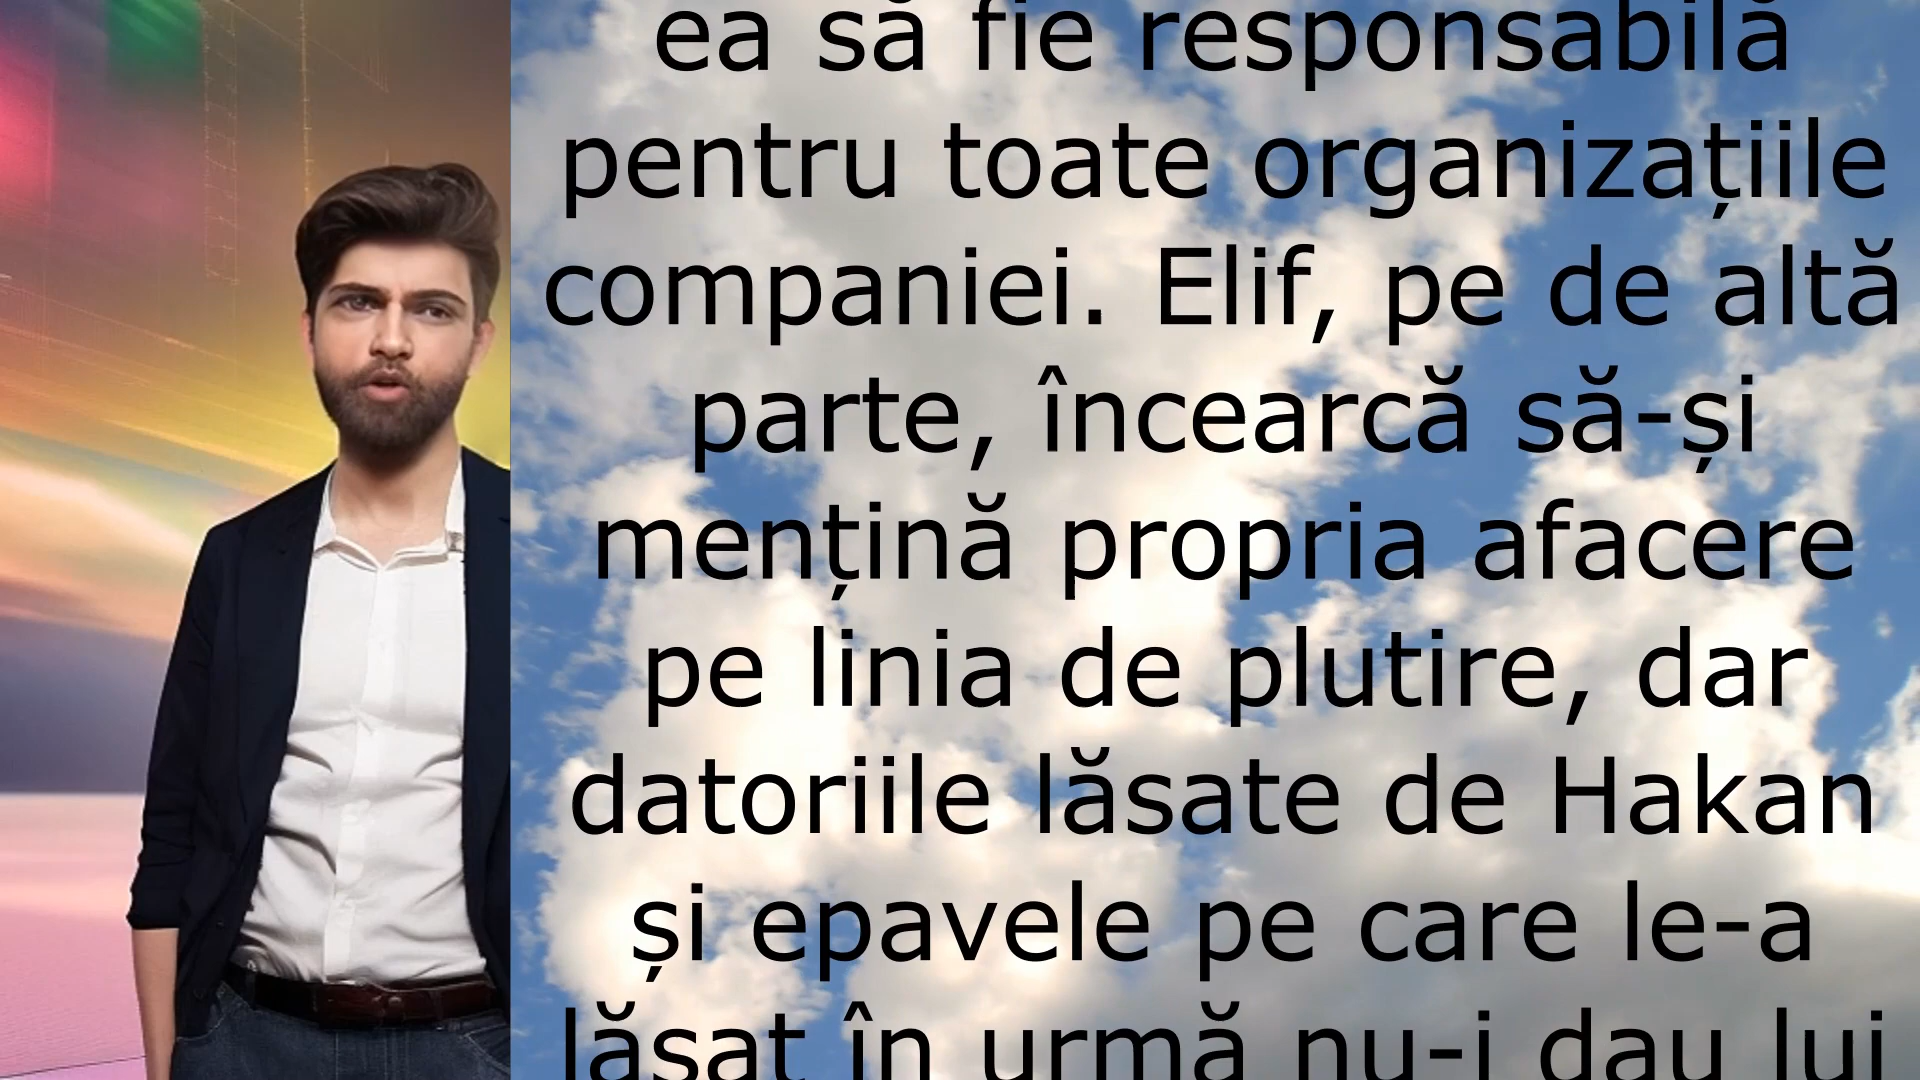 ea să fie responsabilă
pentru toate organizațiile
companiei. Elif, pe de altă
parte, încearcă să-și
mențină propria afacere
pe linia de plutire, dar
datoriile lăsate de Hakan
și epavele pe care le-a
lăsat în urmă nu-i dau lui